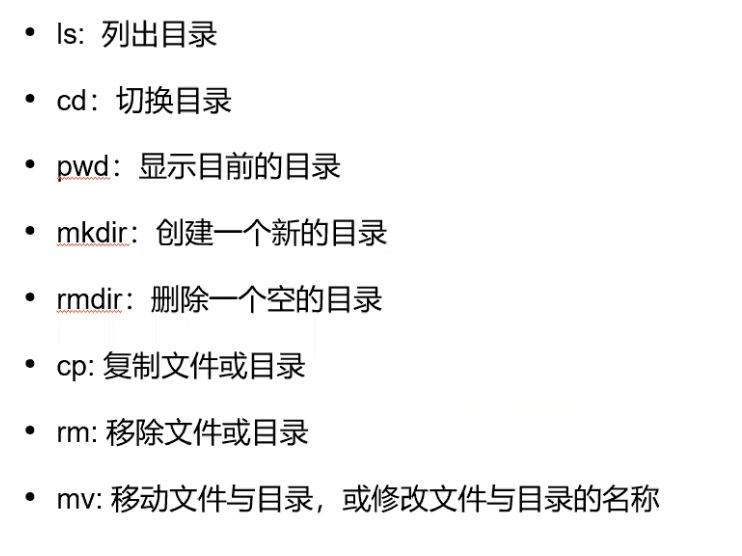 • ls: 列出目录
• cd：切换目录
• pwd：显示目前的目录
• mkdir：创建一个新的目录
• rmdir：删除一个空的目录
• cp: 复制文件或目录
• rm: 移除文件或目录
• mv: 移动文件与目录，或修改文件与目录的名称